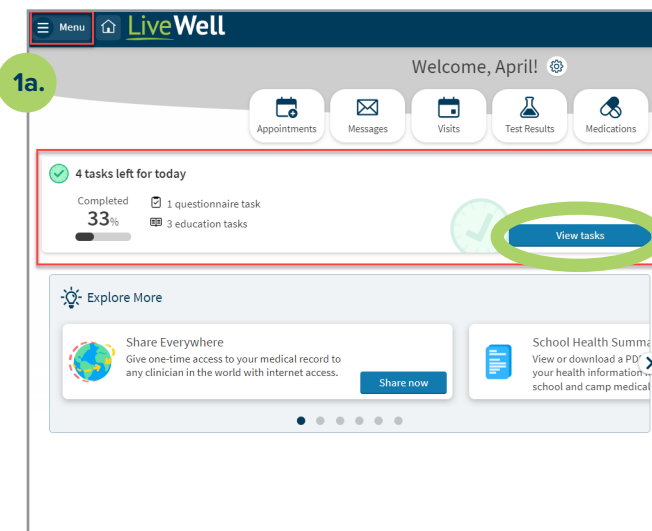 Menu LiveWell
1a.
Welcome, April!
Appointments Messages Visits Test Results Medications
4 tasks left for today
Completed
33%
1 questionnaire task
3 education tasks
View tasks
Explore More
Share Everywhere
Give one-time access to your medical record to
any clinician in the world with internet access.
Share now
School Health
View or download a
your health information
school and camp medical